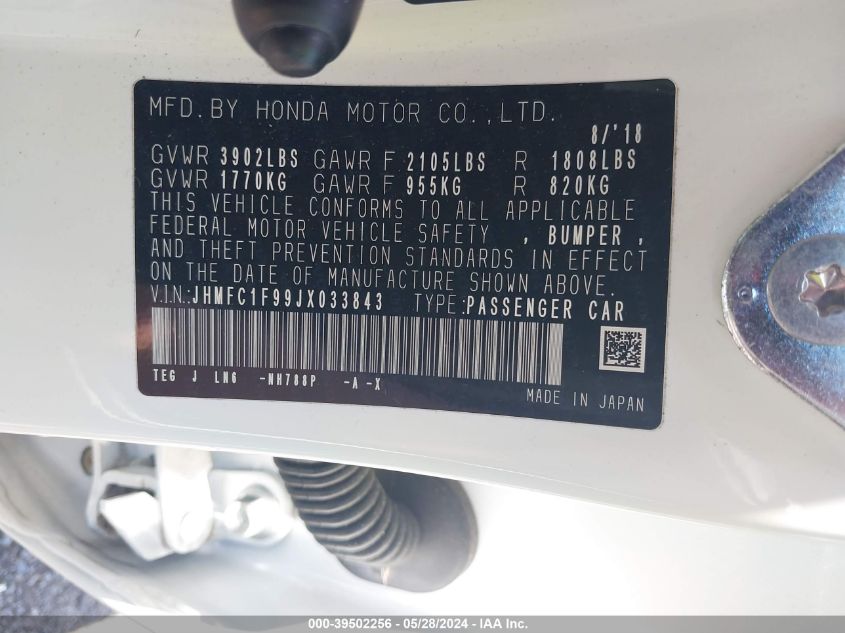 MFD. BY HONDA MOTOR CO., LTD.
8/'18
GVWR 3902LBS GAWR F 2105LBS R 1808LBS
GVWR 1770KG GAWR F 955KG R 820KG
THIS VEHICLE CONFORMS TO ALL APPLICABLE
FEDERAL MOTOR VEHICLE SAFETY , BUMPER ,
AND THEFT PREVENTION STANDARDS IN EFFECT
ON THE DATE OF MANUFACTURE SHOWN ABOVE.
V.IN.: JHMFC1F99JX033843 TYPE: PASSENGER CAR
TEG J LN6 -NH788P -A -X
MADE IN JAPAN
000-39502256 - 05/28/2024 - IAA Inc.